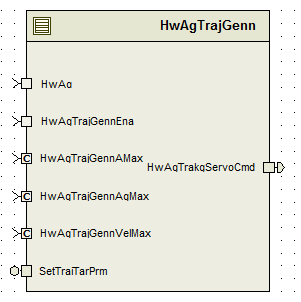 HwAgTrajGenn
HwAg
HwAgTrajGennEna
C HwAgTrajGennAMax
HwAgTrakgServoCmd
C HwAgTrajGennAgMax
C HwAgTrajGennVelMax
SetTrajTarPrm